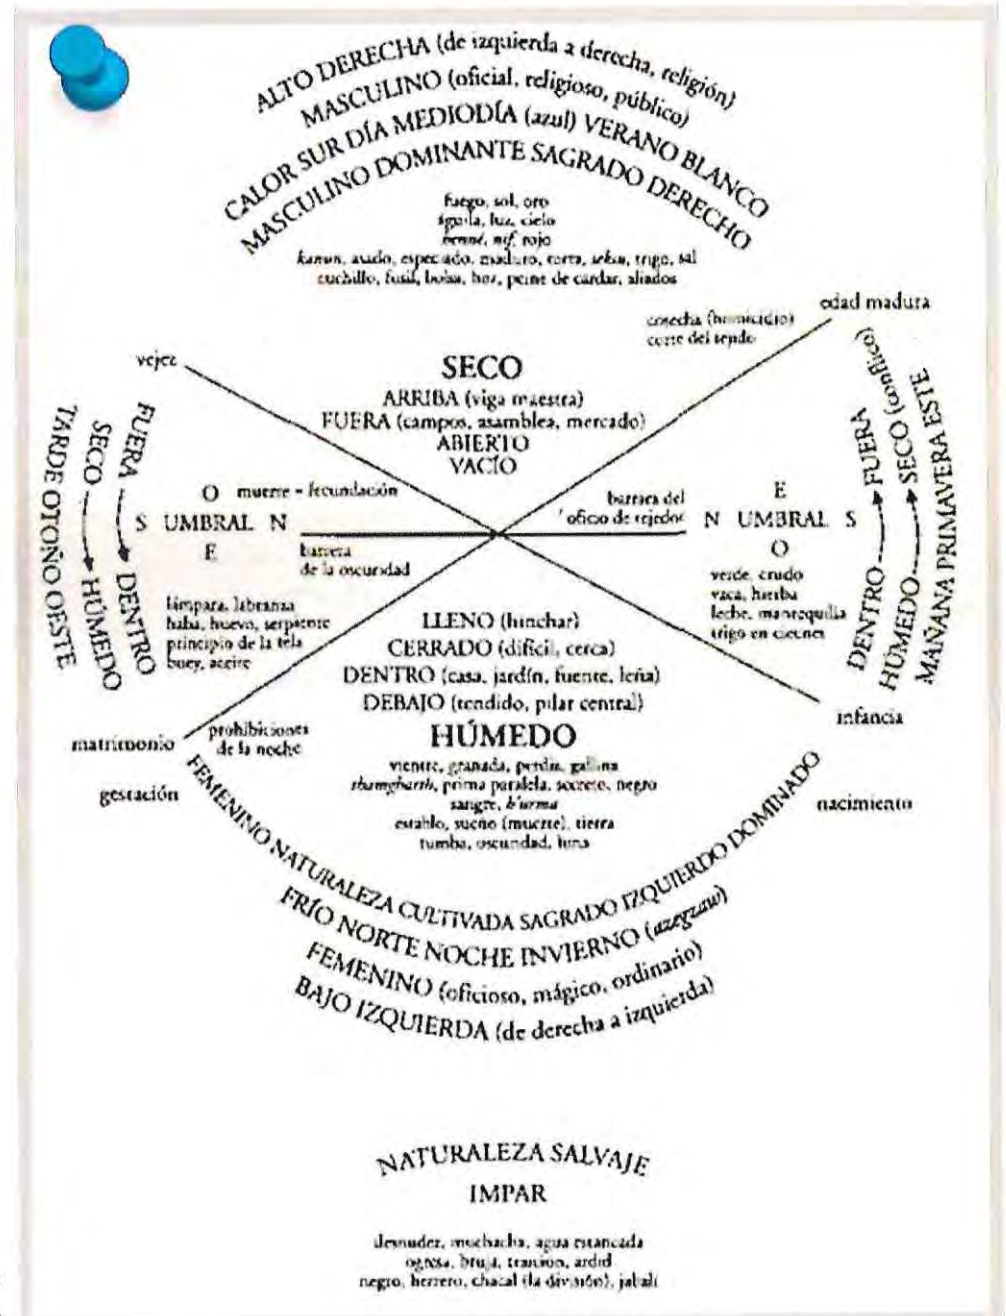 ALTO DERECHA (de izquierda a derecha, religión)
MASCULINO (oficial, religioso, público)
CALOR SUR DÍA MEDIODÍA (azul) VERANO BLANCO
MASCULINO DOMINANTE SAGRADO DERECHO
fuego, sol, oro
águila, luz, cielo
nif, rojo
kanun, asado, maduro, sal
cuchillo, fusil, bolsa, hoz, peine de cardar, aliados
edad madura
cosecha (homicidio)
corte del tejido
vejez
SECO
ARRIBA (viga maestra)
FUERA (campos, asamblea, mercado)
ABIERTO
VACÍO
TARDE OTOÑO OESTE
SECO HÚMEDO
FUERA DENTRO
O muerte - fecundación
S UMBRAL N
E
barrera
de la oscuridad
lámpara, labranza
haba, huevo, serpiente
principio de la tela
buey, aceite
barraca del
oficio de tejedor
E
N UMBRAL S
O
verde, crudo
vaca, hierba
leche, mantequilla
trigo en ciernes
DENTRO FUERA
HÚMEDO SECO (conflicto)
MAÑANA PRIMAVERA ESTE
LLENO (hinchar)
CERRADO (difícil, cerca)
DENTRO (casa, jardín, fuente, leña)
DEBAJO (tendido, pilar central)
HÚMEDO
vientre, granada, perdiz, gallina
prima paralela, secreto, negro
sangre, h'urma
establo, sueño (muerte), tierra
tumba, oscuridad, luna
matrimonio
prohibiciones
de la noche
gestación
infancia
nacimiento
FEMENINO NATURALEZA CULTIVADA SAGRADO IZQUIERDO DOMINADO
FRÍO NORTE NOCHE INVIERNO (azegzaw)
FEMENINO (oficioso, mágico, ordinario)
BAJO IZQUIERDA (de derecha a izquierda)
NATURALEZA SALVAJE
IMPAR
desnudez, muchacha, agua estancada
ogresa, bruja, traición, ardid
negro, herrero, chacal (la división), jabalí